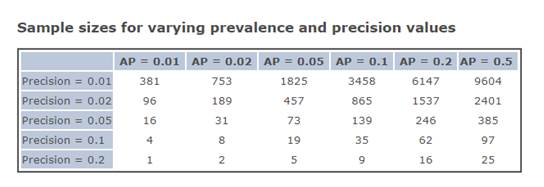 Sample sizes for varying prevalence and precision values
AP = 0.01 AP = 0.02 AP = 0.05 AP = 0.1 AP = 0.2 AP = 0.5
Precision = 0.01 381 753 1825 3458 6147 9604
Precision = 0.02 96 189 457 865 1537 2401
Precision = 0.05 16 31 73 139 246 385
Precision = 0.1 4 8 19 35 62 97
Precision = 0.2 1 2 5 9 16 25